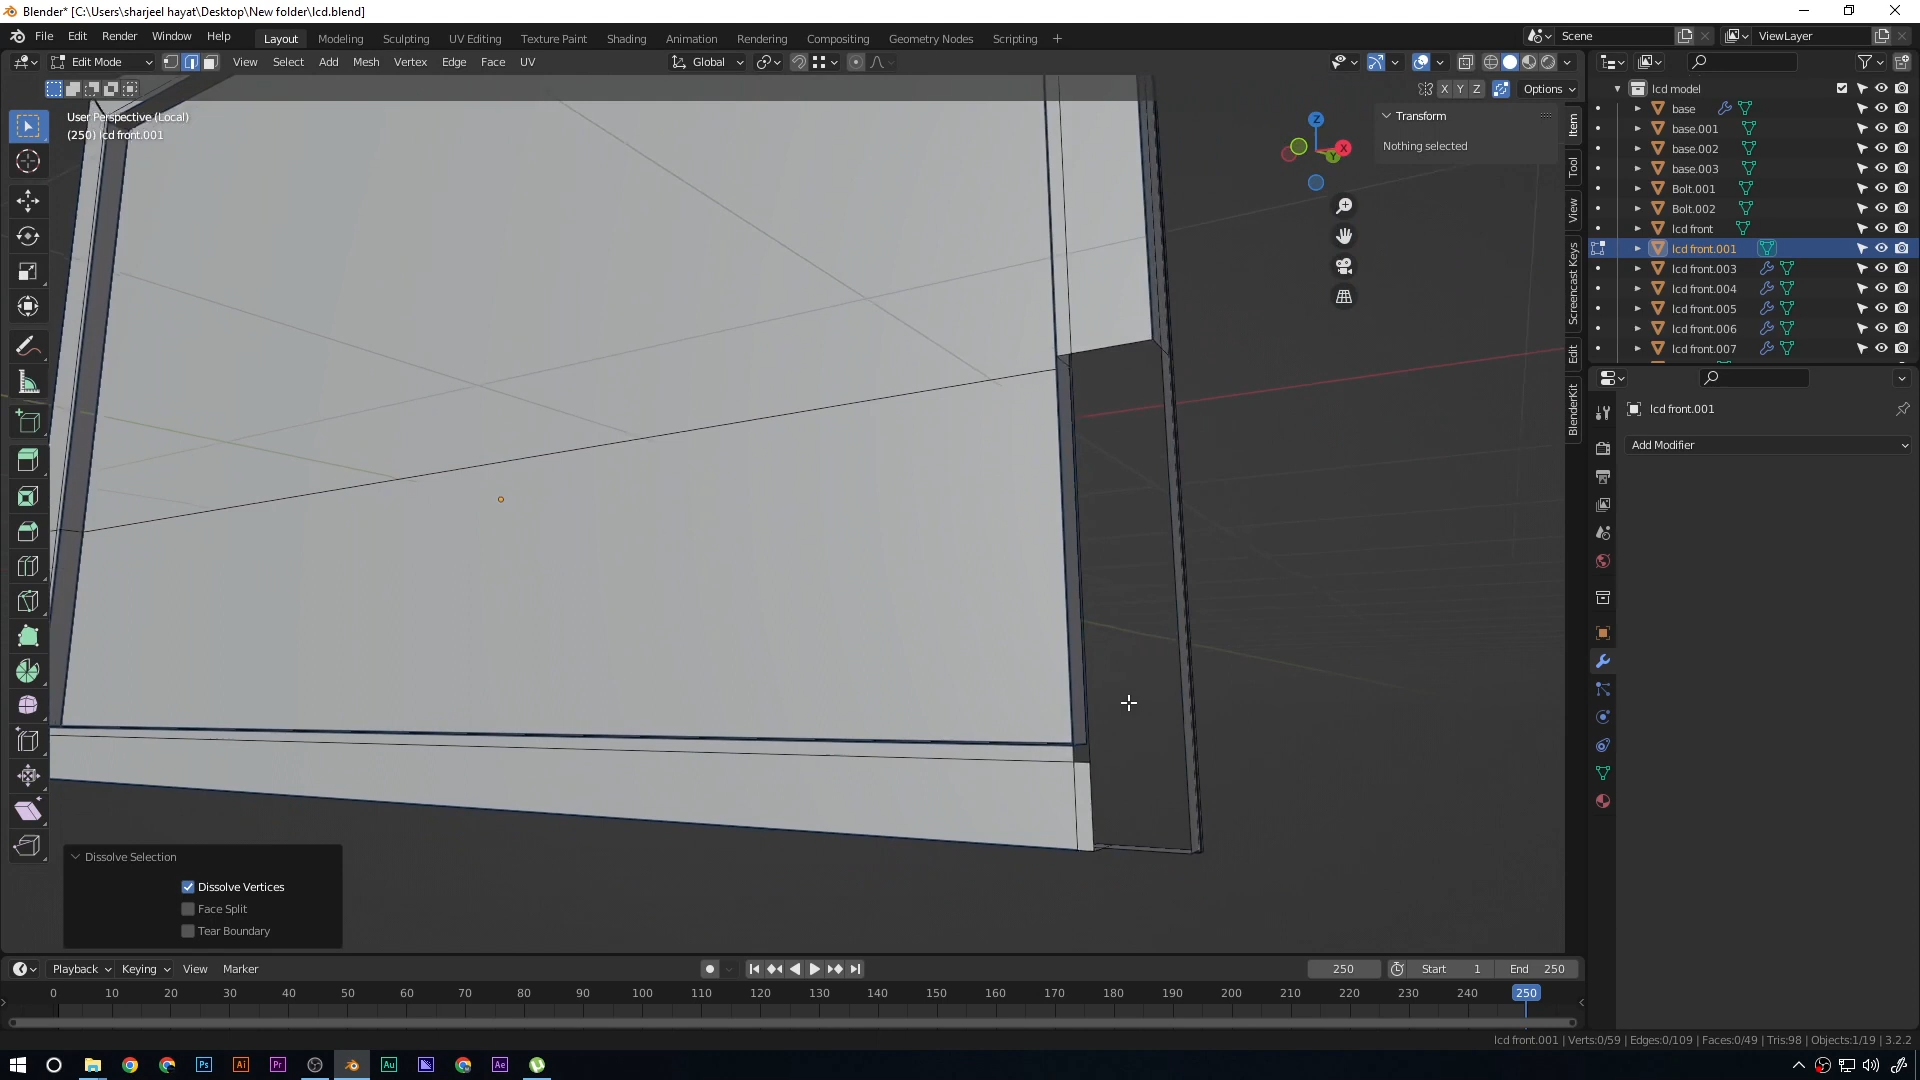 Blender* [C:\Users\sharjeel hayat\Desktop\New folder\lcd.blend]
File Edit Render Window Help Layout Modeling Sculpting UV Editing Texture Paint Shading Animation Rendering Compositing Geometry Nodes Scripting Scene ViewLayer
Edit Mode View Select Add Mesh Vertex Edge Face UV Global
X Y Z Options
User Perspective (Local)
(250) lcd front.001
Z
X
Y
Transform
Nothing selected
Item
Tool
View
Screencast Keys
Edit
BlenderKit
lcd model
base
base.001
base.002
base.003
Bolt.001
Bolt.002
lcd front
lcd front.001
lcd front.003
lcd front.004
lcd front.005
lcd front.006
lcd front.007
lcd front.001
Add Modifier
Dissolve Selection
Dissolve Vertices
Face Split
Tear Boundary
Playback Keying View Marker 250 Start 1 End 250
0 10 20 30 40 50 60 70 80 90 100 110 120 130 140 150 160 170 180 190 200 210 220 230 240 250
lcd front.001 | Verts:0/59 | Edges:0/109 | Faces:0/49 | Tris:98 | Objects:1/19 | 3.2.2
Ps Ai Pr Au Ae